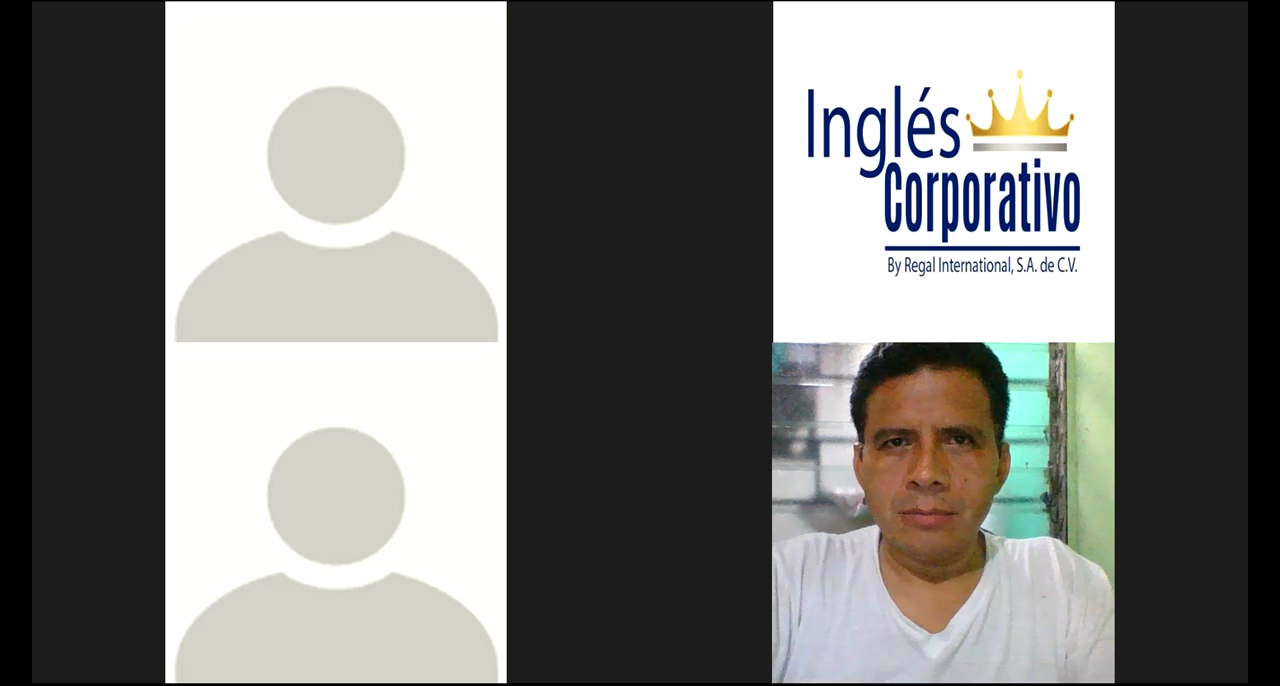 Inglés
Corporativo
By Regal International, S.A. de C.V.